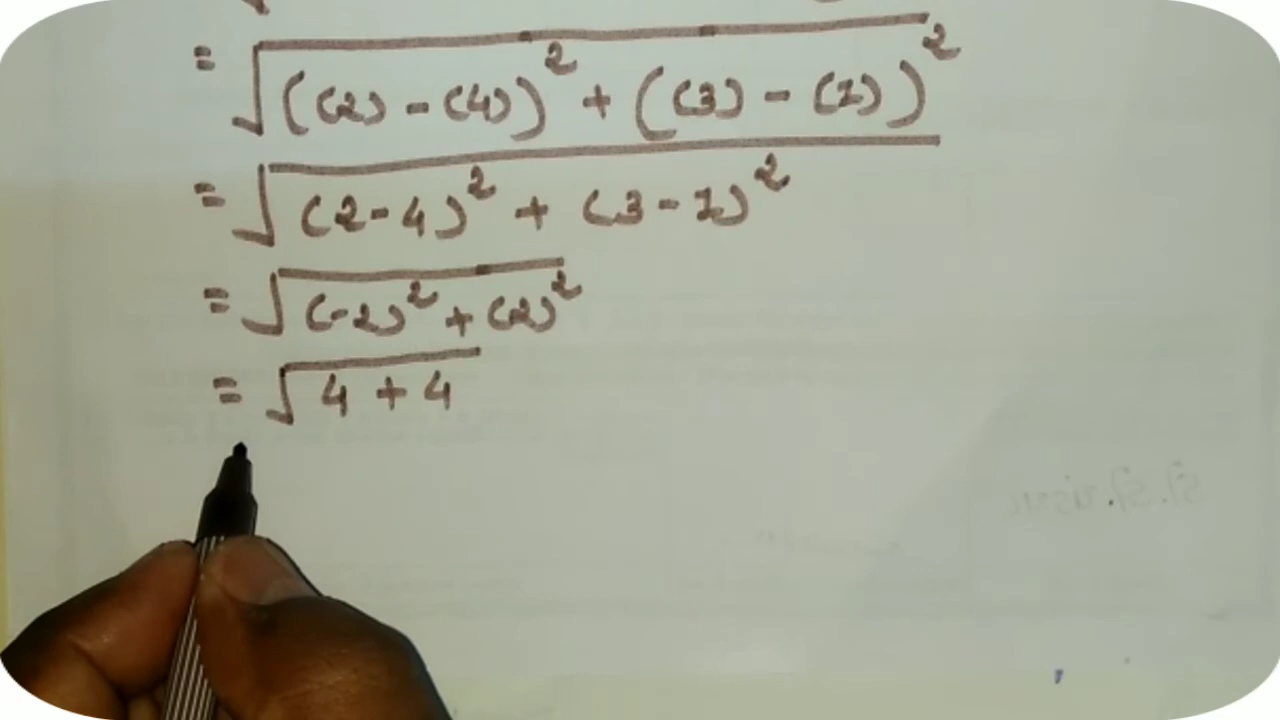 = √((2) - (4))² + ((3) - (1))²
= √(2 - 4)² + (3 - 1)²
= √(-2)² + (2)²
= √4 + 4